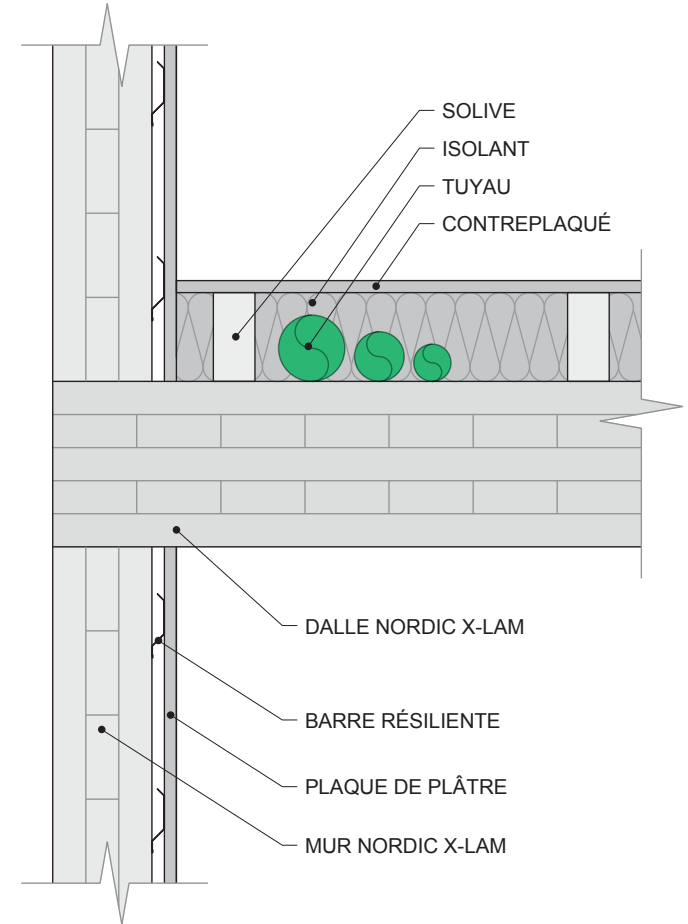 SOLIVE
ISOLANT
TUYAU
CONTREPLAQUÉ
DALLE NORDIC X-LAM
BARRE RÉSILIENTE
PLAQUE DE PLÂTRE
MUR NORDIC X-LAM